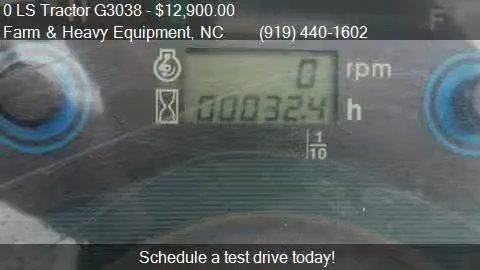 0 LS Tractor G3038 - $12,900.00
Farm & Heavy Equipment, NC (919) 440-1602
F
0 rpm
00032.4 h
1/10
Schedule a test drive today!